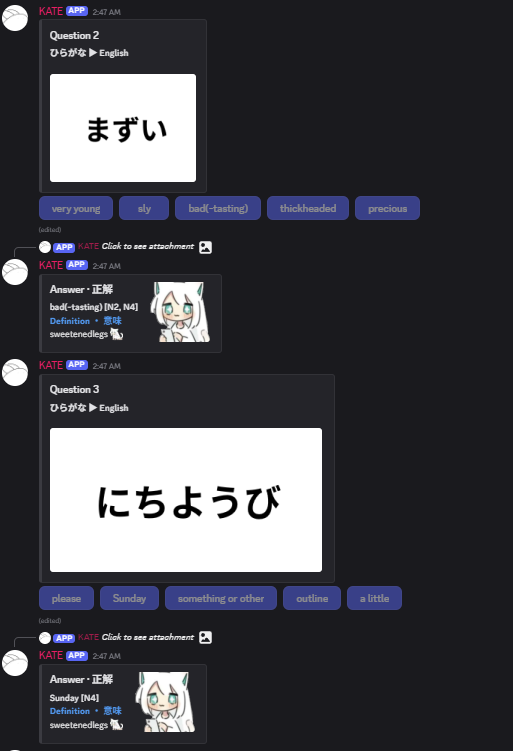 KATE APP 2:47 AM
Question 2
ひらがな ▶ English
まずい
very young
sly
bad(-tasting)
thickheaded
precious
(edited)
APP KATE Click to see attachment
KATE APP 2:47 AM
Answer · 正解
bad(-tasting) [N2, N4]
Definition ・ 意味
sweetenedlegs
KATE APP 2:47 AM
Question 3
ひらがな ▶ English
にちようび
please
Sunday
something or other
outline
a little
(edited)
APP KATE Click to see attachment
KATE APP 2:47 AM
Answer · 正解
Sunday [N4]
Definition ・ 意味
sweetenedlegs